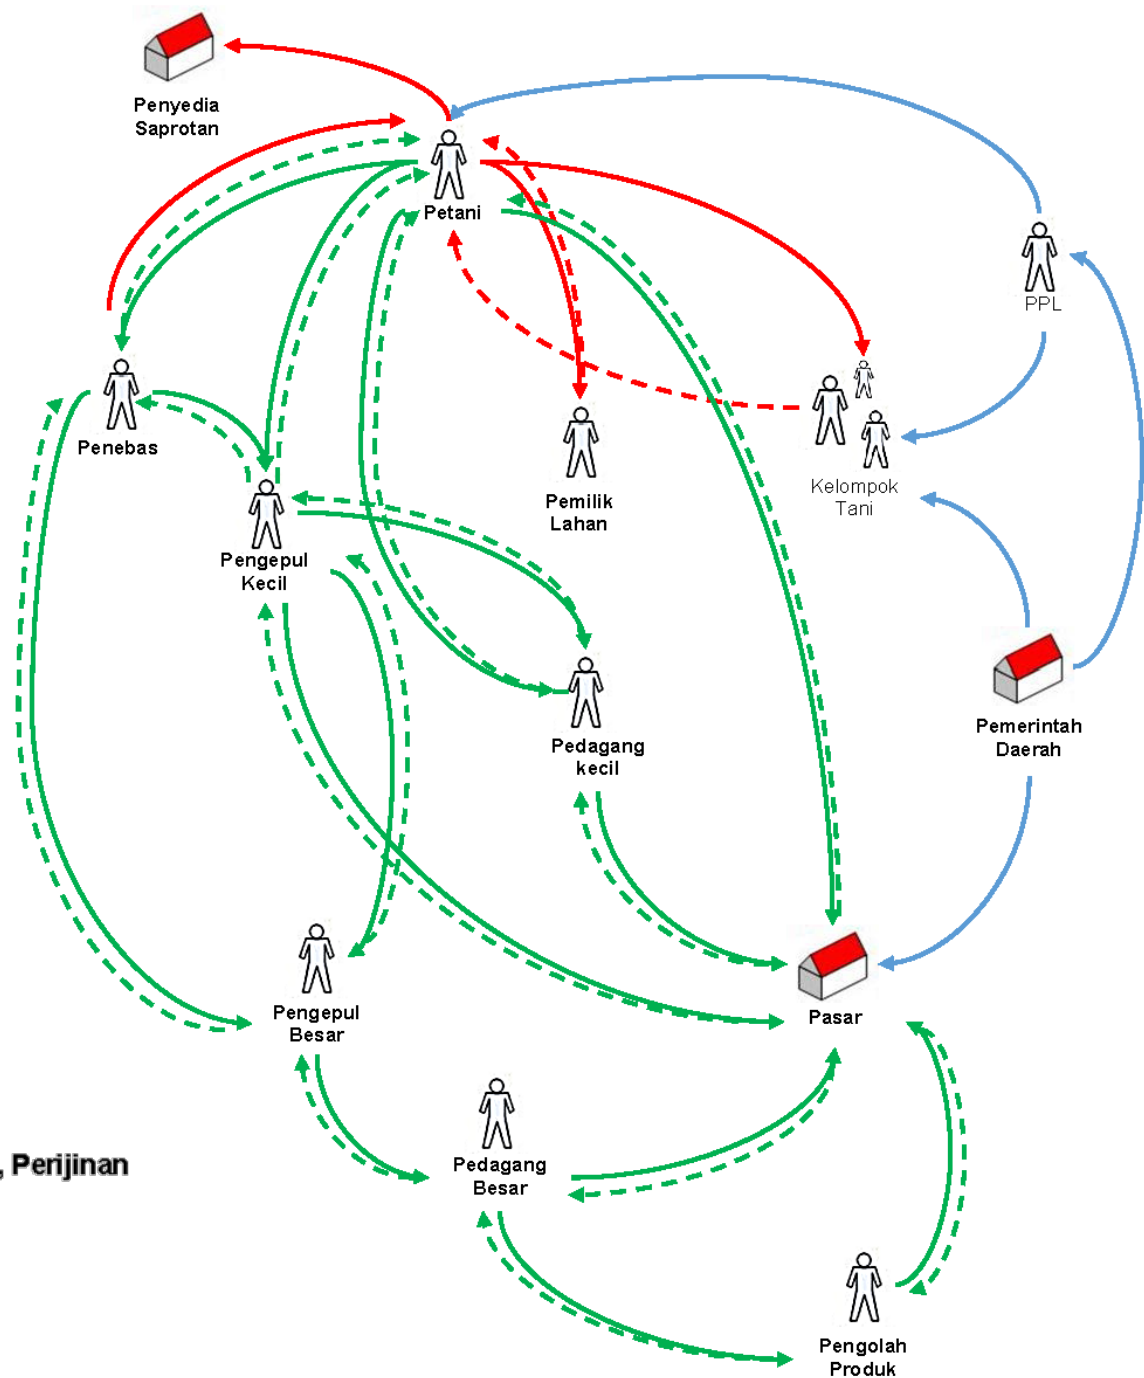 Penyedia
Saprotan
Petani
PPL
Penebas
Pemilik
Lahan
Kelompok
Tani
Pengepul
Kecil
Pedagang
kecil
Pemerintah
Daerah
Pengepul
Besar
Pasar
, Perijinan
Pedagang
Besar
Pengolah
Produk